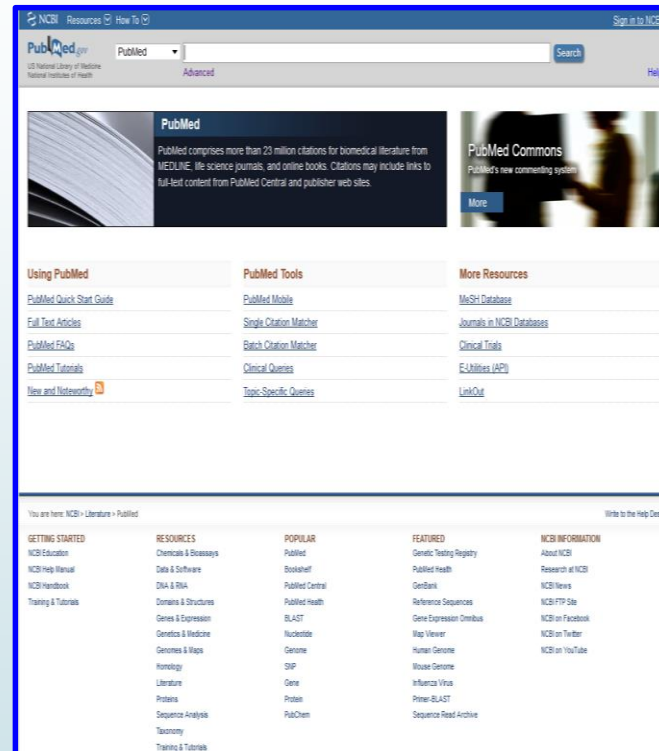 NCBI Resources How To Sign in to NCBI
PubMed.gov
US National Library of Medicine
National Institutes of Health
PubMed
Search
Advanced
Help
PubMed
PubMed comprises more than 23 million citations for biomedical literature from
MEDLINE, life science journals, and online books. Citations may include links to
full-text content from PubMed Central and publisher web sites.
PubMed Commons
PubMed's new commenting system
More
Using PubMed
PubMed Quick Start Guide
Full Text Articles
PubMed FAQs
PubMed Tutorials
New and Noteworthy
PubMed Tools
PubMed Mobile
Single Citation Matcher
Batch Citation Matcher
Clinical Queries
Topic-Specific Queries
More Resources
MeSH Database
Journals in NCBI Databases
Clinical Trials
E-Utilities (API)
LinkOut
You are here: NCBI > Literature > PubMed
Write to the Help Des
GETTING STARTED
NCBI Education
NCBI Help Manual
NCBI Handbook
Training & Tutorials
RESOURCES
Chemicals & Bioassays
Data & Software
DNA & RNA
Domains & Structures
Genes & Expression
Genetics & Medicine
Genomes & Maps
Homology
Literature
Proteins
Sequence Analysis
Taxonomy
Training & Tutorials
POPULAR
PubMed
Bookshelf
PubMed Central
PubMed Health
BLAST
Nucleotide
Genome
SNP
Gene
Protein
PubChem
FEATURED
Genetic Testing Registry
PubMed Health
GenBank
Reference Sequences
Gene Expression Omnibus
Map Viewer
Human Genome
Mouse Genome
Influenza Virus
Primer-BLAST
Sequence Read Archive
NCBI INFORMATION
About NCBI
Research at NCBI
NCBI News
NCBI FTP Site
NCBI on Facebook
NCBI on Twitter
NCBI on YouTube